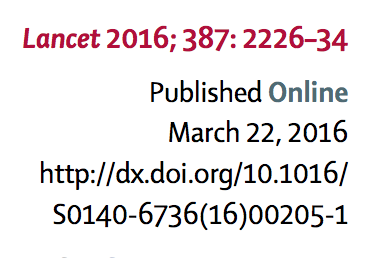 Lancet 2016; 387: 2226–34
Published Online
March 22, 2016
http://dx.doi.org/10.1016/
S0140-6736(16)00205-1